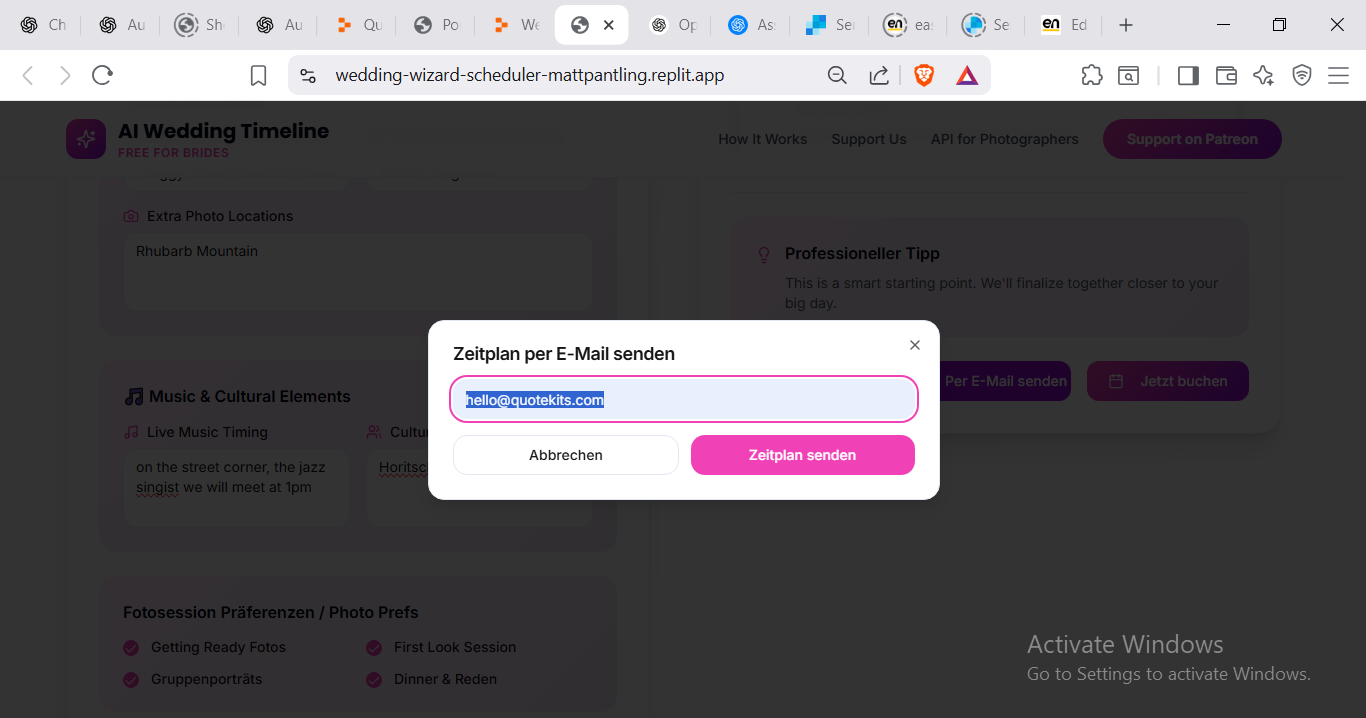 Ch
Au
Sh
Au
Qu
Po
We
Op
As
Se
en
eas
Se
en
Ed
wedding-wizard-scheduler-mattpantling.replit.app
AI Wedding Timeline
FREE FOR BRIDES
How It Works
Support Us
API for Photographers
Support on Patreon
Extra Photo Locations
Rhubarb Mountain
Professioneller Tipp
This is a smart starting point. We'll finalize together closer to your
big day.
Zeitplan per E-Mail senden
hello@quotekits.com
Abbrechen
Zeitplan senden
Per E-Mail senden
Jetzt buchen
Music & Cultural Elements
Live Music Timing
Cultu
on the street corner, the jazz
singist we will meet at 1pm
Horitsc
Fotosession Präferenzen / Photo Prefs
Getting Ready Fotos
First Look Session
Gruppenporträts
Dinner & Reden
Activate Windows
Go to Settings to activate Windows.